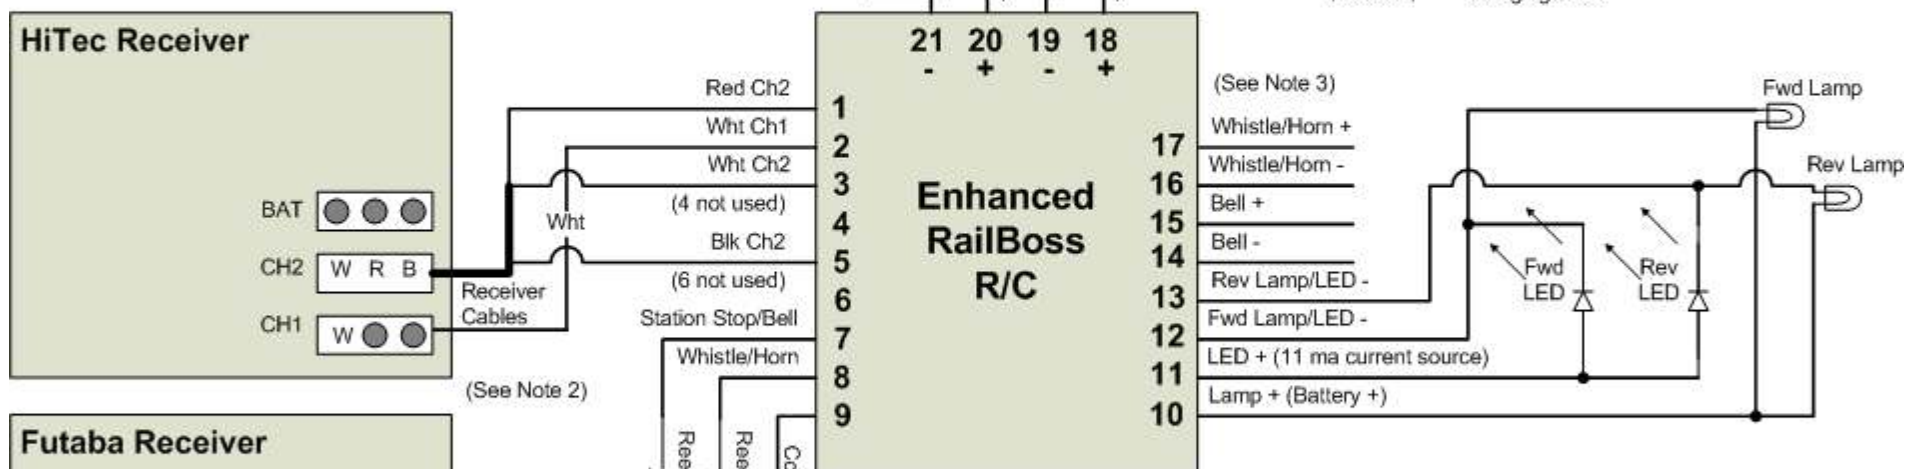 HiTec Receiver
BAT
CH2
W R B
CH1
W
Receiver
Cables
Wht
(See Note 2)
Futaba Receiver
Red Ch2
Wht Ch1
Wht Ch2
(4 not used)
Blk Ch2
(6 not used)
Station Stop/Bell
Whistle/Horn
1
2
3
4
5
6
7
8
9
21 20 19 18
- + - +
Enhanced
RailBoss
R/C
17
16
15
14
13
12
11
10
(See Note 3)
Whistle/Horn +
Whistle/Horn -
Bell +
Bell -
Rev Lamp/LED -
Fwd Lamp/LED -
LED + (11 ma current source)
Lamp + (Battery +)
Fwd Lamp
Rev Lamp
Fwd
LED
Rev
LED
Ree
Ree